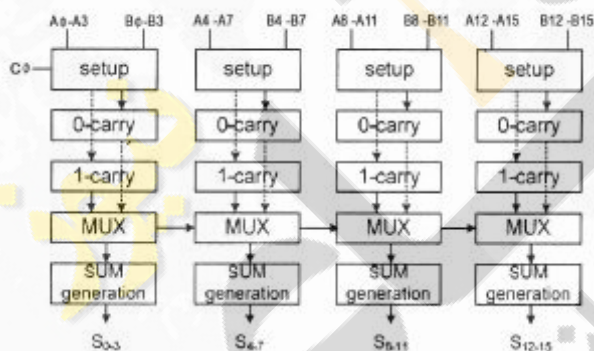 A0-A3 B0-B3 A4-A7 B4-B7 A8-A11 B8-B11 A12-A15 B12-B15
C0 setup setup setup setup
0-carry 0-carry 0-carry 0-carry
1-carry 1-carry 1-carry 1-carry
MUX MUX MUX MUX
SUM generation SUM generation SUM generation SUM generation
S0-3 S4-7 S8-11 S12-15